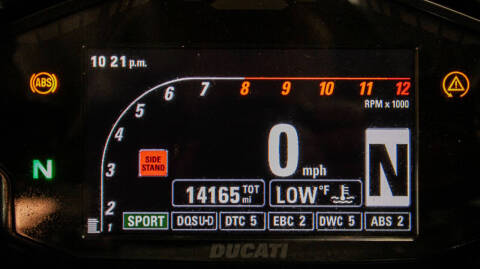 10 21 p.m.
6 7 8 9 10 11 12
5
RPM x 1000
4
ABS
N
3
SIDE
STAND
0 mph
N
14165 TOT mi
LOW °F
2
1
SPORT DQS U-D DTC 5 EBC 2 DWC 5 ABS 2
DUCATI